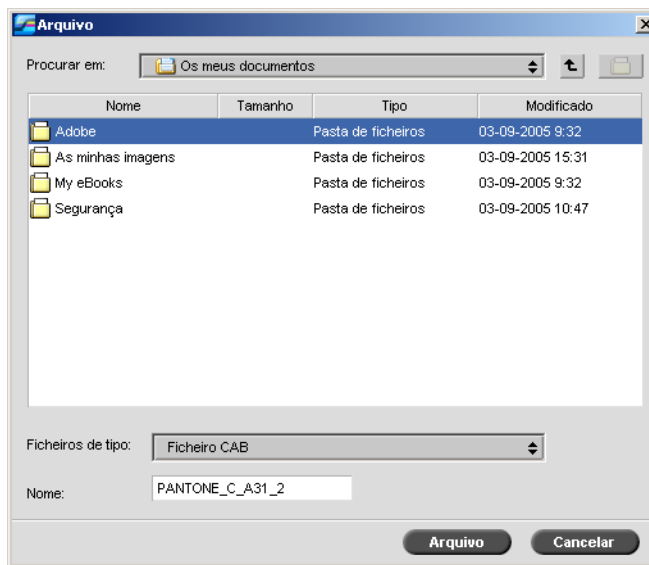 Arquivo
Procurar em: Os meus documentos
Nome Tamanho Tipo Modificado
Adobe Pasta de ficheiros 03-09-2005 9:32
As minhas imagens Pasta de ficheiros 03-09-2005 15:31
My eBooks Pasta de ficheiros 03-09-2005 9:32
Segurança Pasta de ficheiros 03-09-2005 10:47
Ficheiros de tipo: Ficheiro CAB
Nome: PANTONE_C_A31_2
Arquivo Cancelar